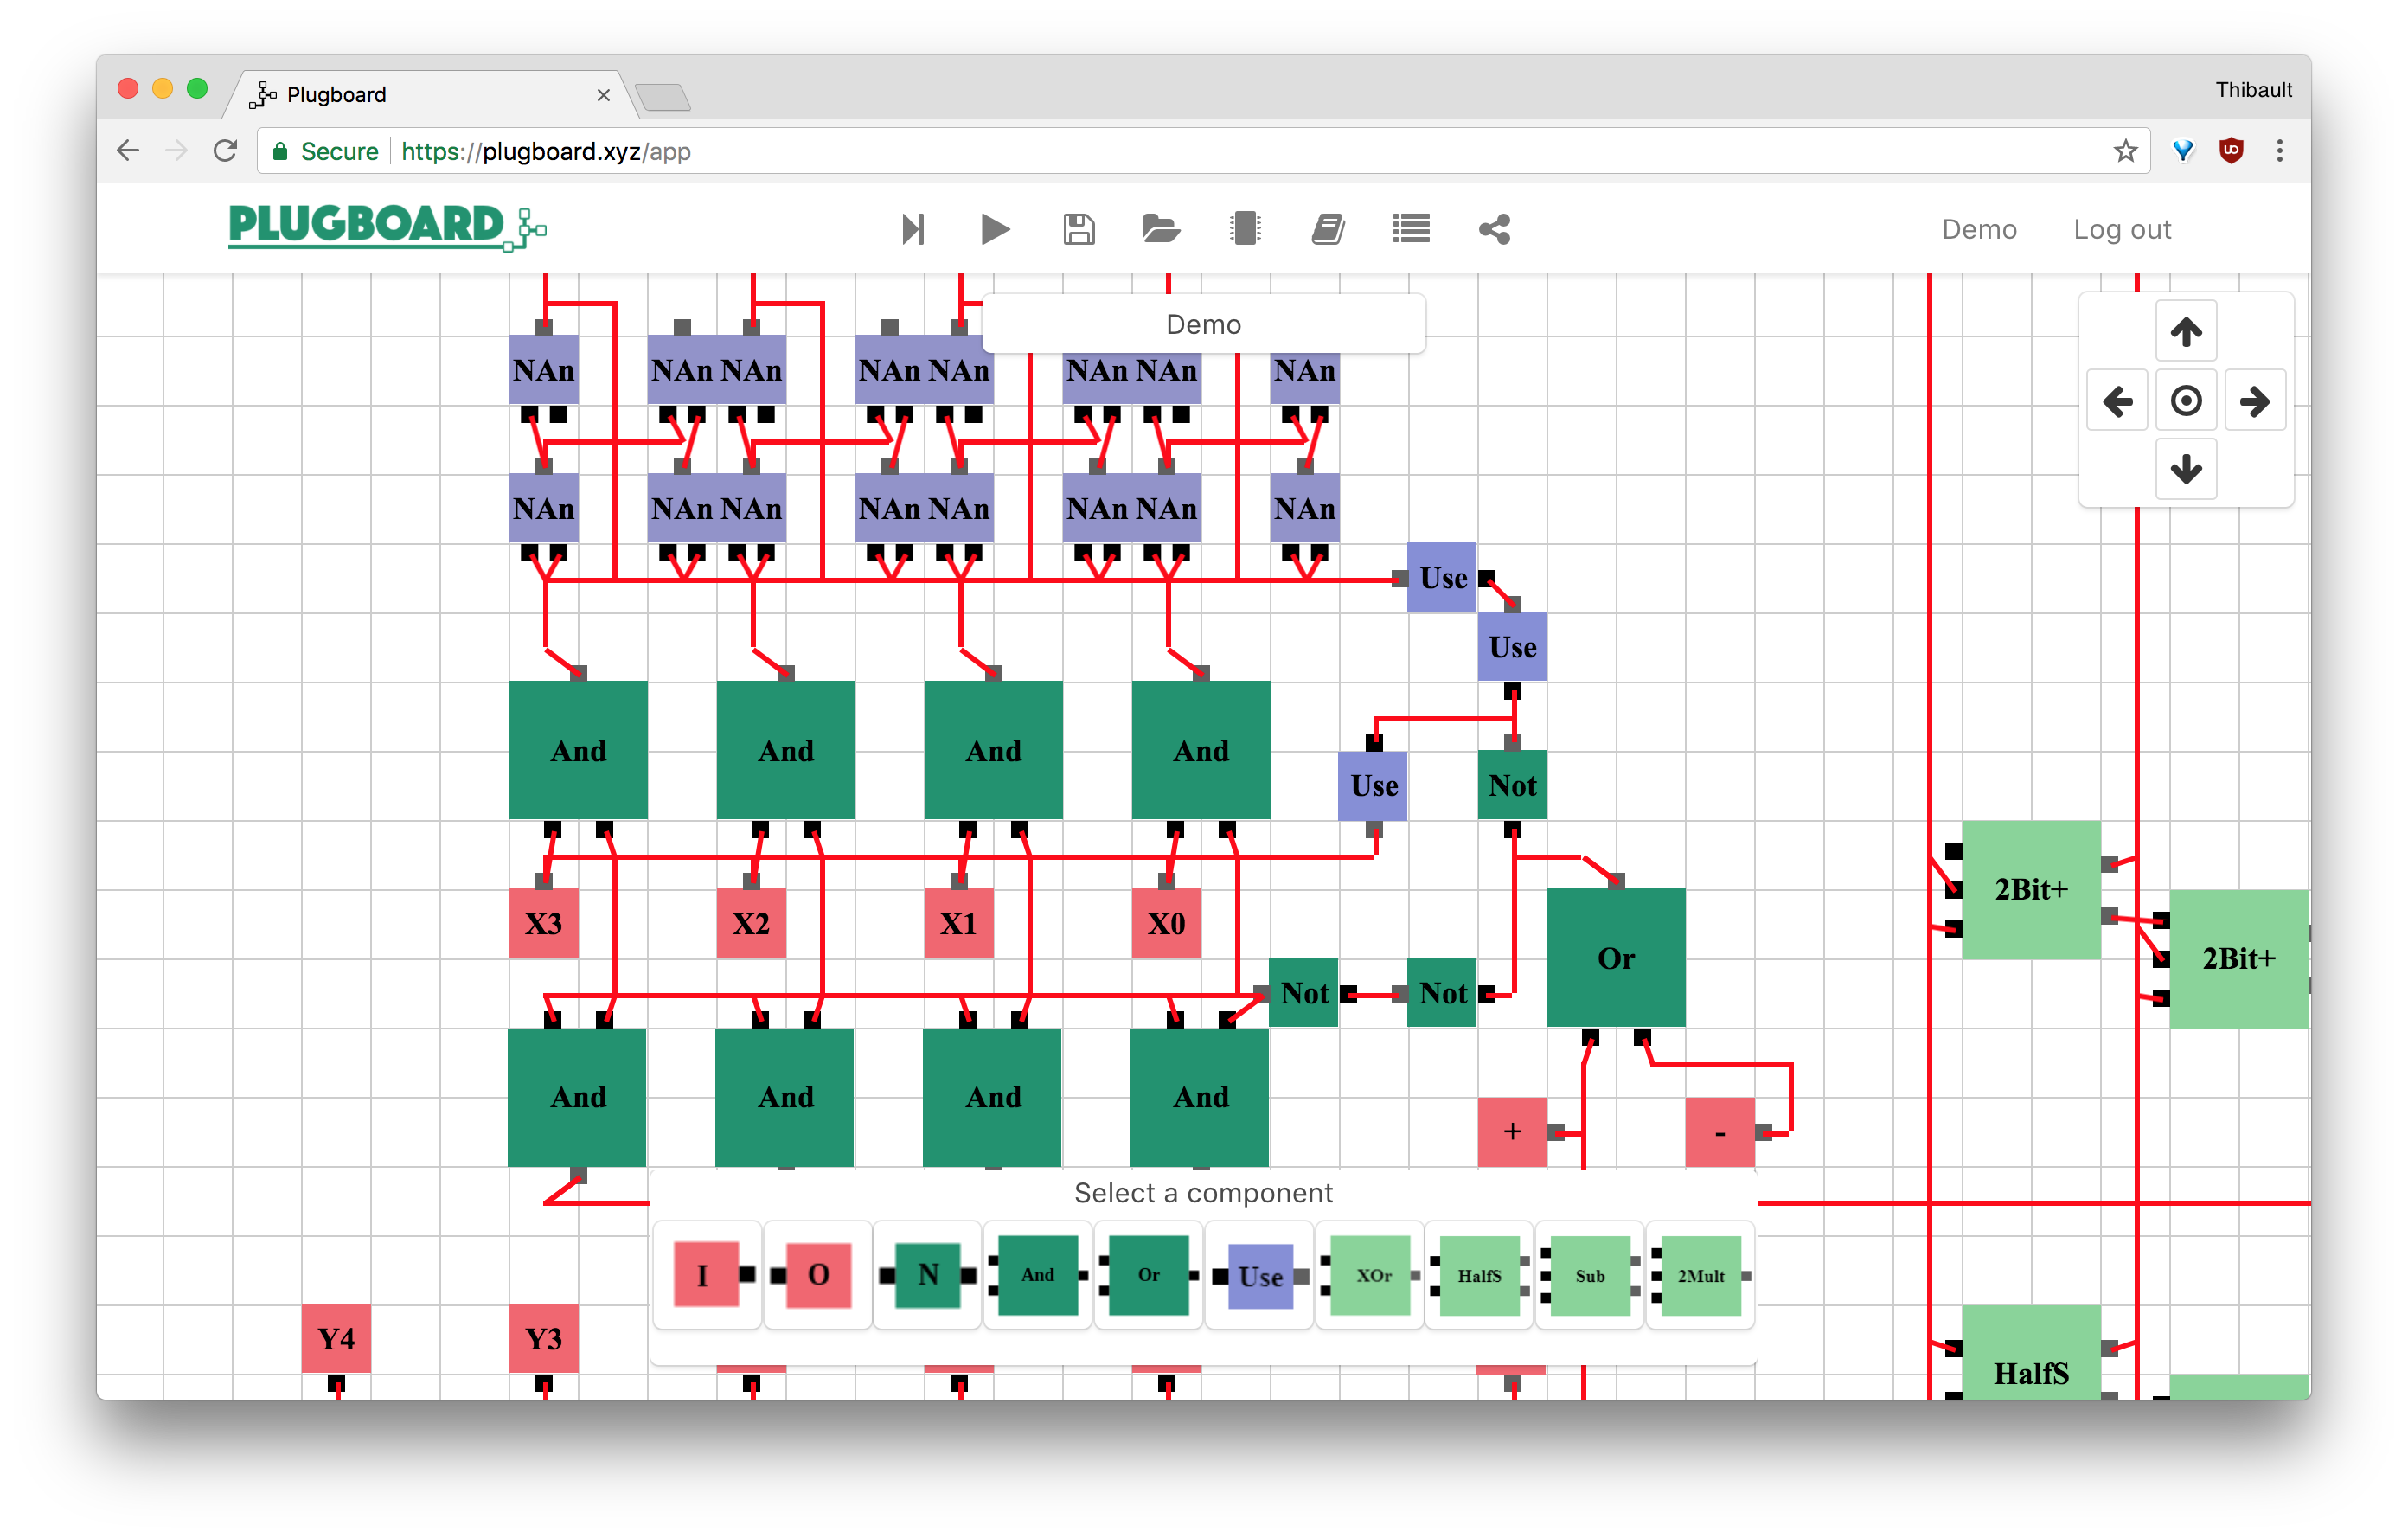 Plugboard
Thibault
Secure https://plugboard.xyz/app
PLUGBOARD
Demo Log out
Demo
NAn NAn NAn NAn NAn NAn NAn NAn
NAn NAn NAn NAn NAn NAn NAn NAn
Use
Use
And And And And
Use Not
2Bit+
X3 X2 X1 X0
Or
2Bit+
Not Not
And And And And
+ -
Select a component
I O N And Or Use XOr HalfS Sub 2Mult
Y4 Y3
HalfS